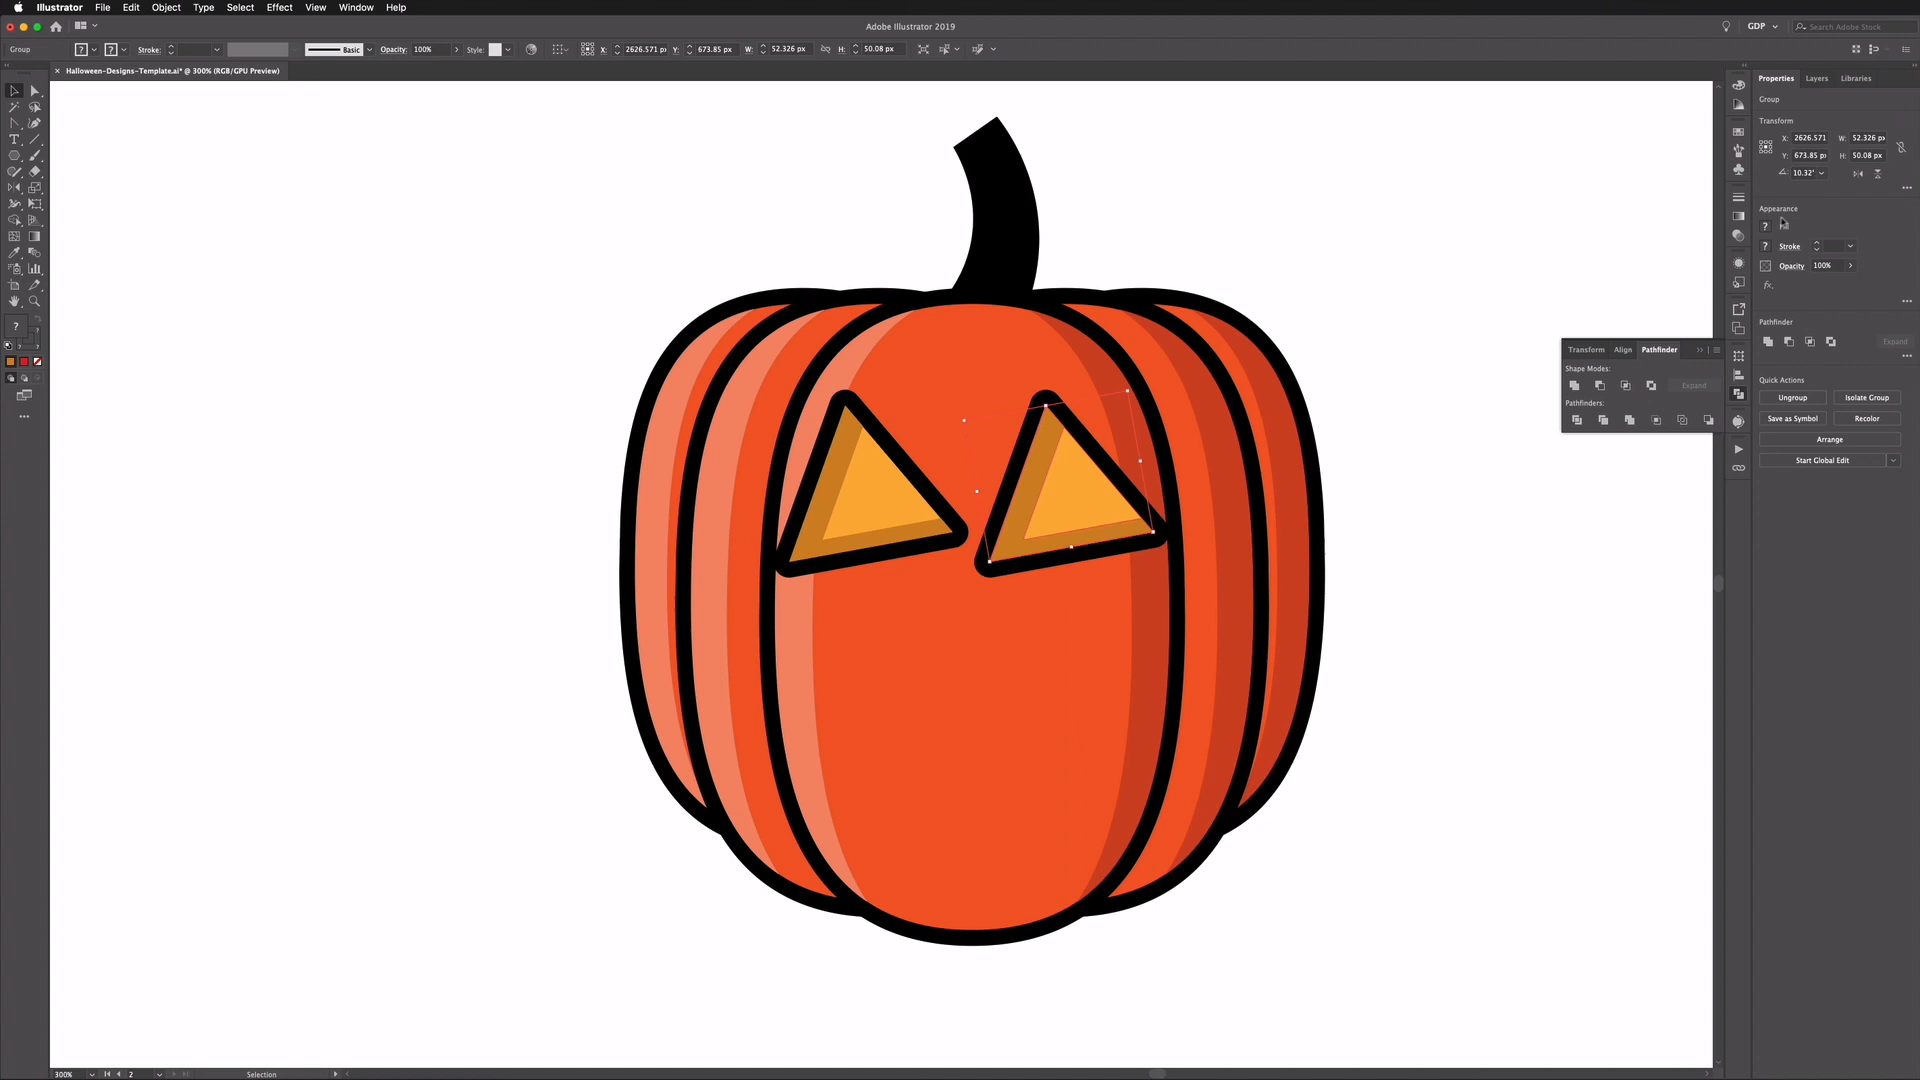 Illustrator File Edit Object Type Select Effect View Window Help
Adobe Illustrator 2019
GDP
Search Adobe Stock
Group ? ? Stroke: Basic Opacity: 100% Style: X: 2626.571 Y: 673.85 px W: 52.326 px H: 50.08 px
× Halloween-Designs-Template.ai* @ 300% (RGB/GPU Preview)
Properties Layers Libraries
Group
Transform
X: 2626.571 W: 52.326 px
Y: 673.85 px H: 50.08 px
10.32°
Appearance
? Fill
? Stroke
Opacity 100%
fx.
Pathfinder
Expand
Quick Actions
Ungroup Isolate Group
Save as Symbol Recolor
Arrange
Start Global Edit
Transform Align Pathfinder
Shape Modes:
Expand
Pathfinders:
?
300% 2 Selection